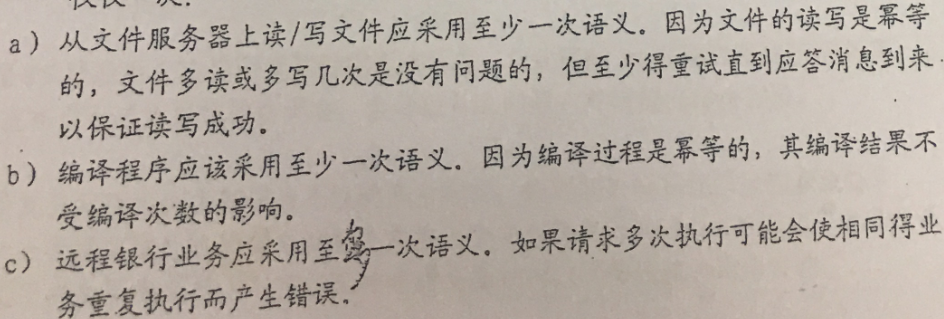 a) 从文件服务器上读/写文件应采用至少一次语义。因为文件的读写是幂等
的，文件多读或多写几次是没有问题的，但至少得重试直到应答消息到来
以保证读写成功。
b) 编译程序应该采用至少一次语义。因为编译过程是幂等的，其编译结果不
受编译次数的影响。
c) 远程银行业务应采用至一次语义。如果请求多次执行可能会使相同得业
务重复执行而产生错误.